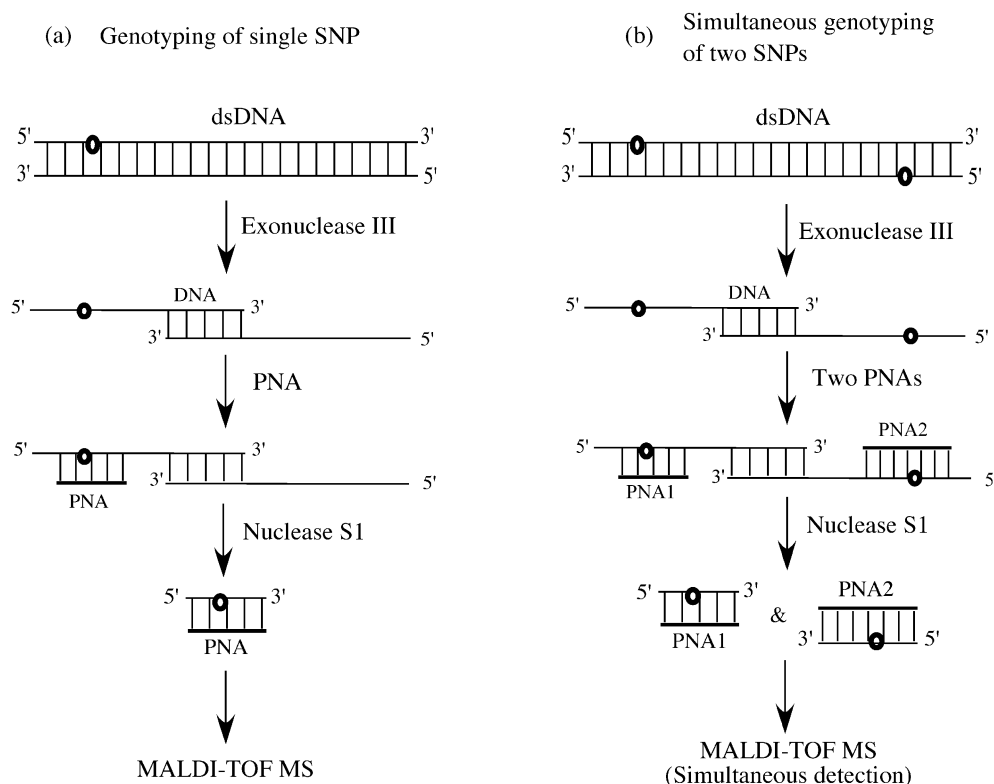 (a) Genotyping of single SNP
dsDNA
5' 3'
3' 5'
Exonuclease III
DNA
5' 3'
3' 5'
PNA
5' 3'
PNA 3' 5'
Nuclease S1
5' 3'
PNA
MALDI-TOF MS
(b) Simultaneous genotyping
of two SNPs
dsDNA
5' 3'
3' 5'
Exonuclease III
DNA
5' 3'
3' 5'
Two PNAs
PNA2
5' 3'
PNA1 3' 5'
Nuclease S1
PNA2
5' 3' & 3' 5'
PNA1
MALDI-TOF MS
(Simultaneous detection)